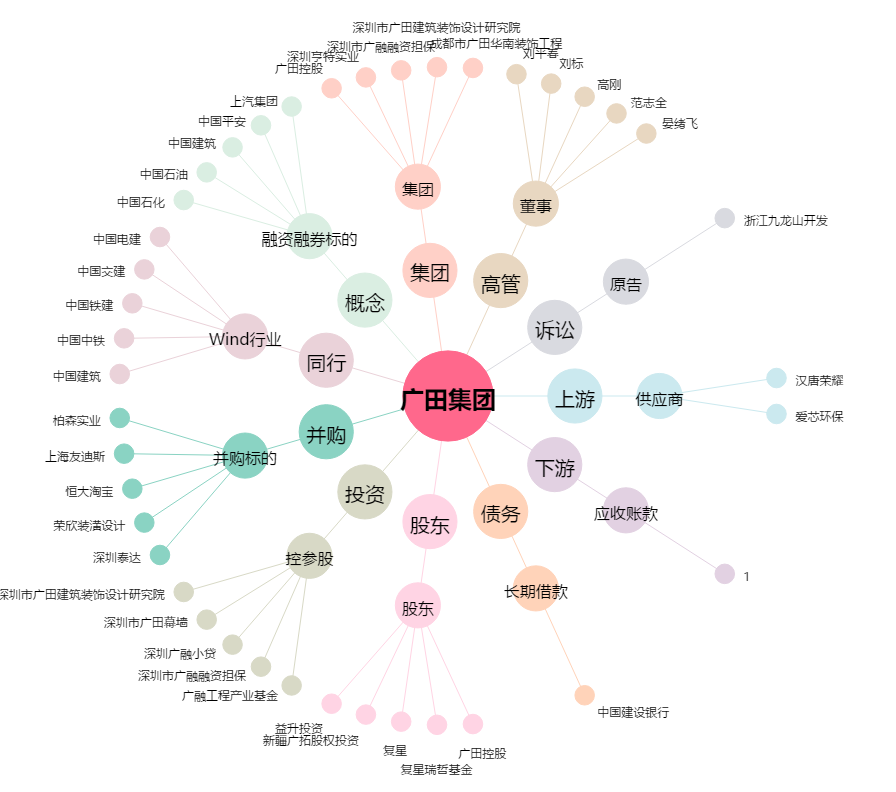 深圳市广田建筑装饰设计研究院
深圳市广融融资担保
成都市广田华南装饰工程
深圳亨特实业
广田控股
刘平春
刘标
高刚
范志全
晏绪飞
上汽集团
中国平安
中国建筑
中国石油
中国石化
集团
董事
融资融券标的
集团
高管
概念
原告
浙江九龙山开发
诉讼
中国电建
中国交建
中国铁建
中国中铁
中国建筑
Wind行业
同行
广田集团
上游
供应商
汉唐荣耀
爱芯环保
并购
并购标的
柏森实业
上海友迪斯
恒大淘宝
荣欣装潢设计
深圳泰达
下游
应收账款
1
投资
控参股
深圳市广田建筑装饰设计研究院
深圳市广田幕墙
深圳广融小贷
深圳市广融融资担保
广融工程产业基金
股东
股东
益升投资
新疆广拓股权投资
复星
复星瑞哲基金
广田控股
债务
长期借款
中国建设银行